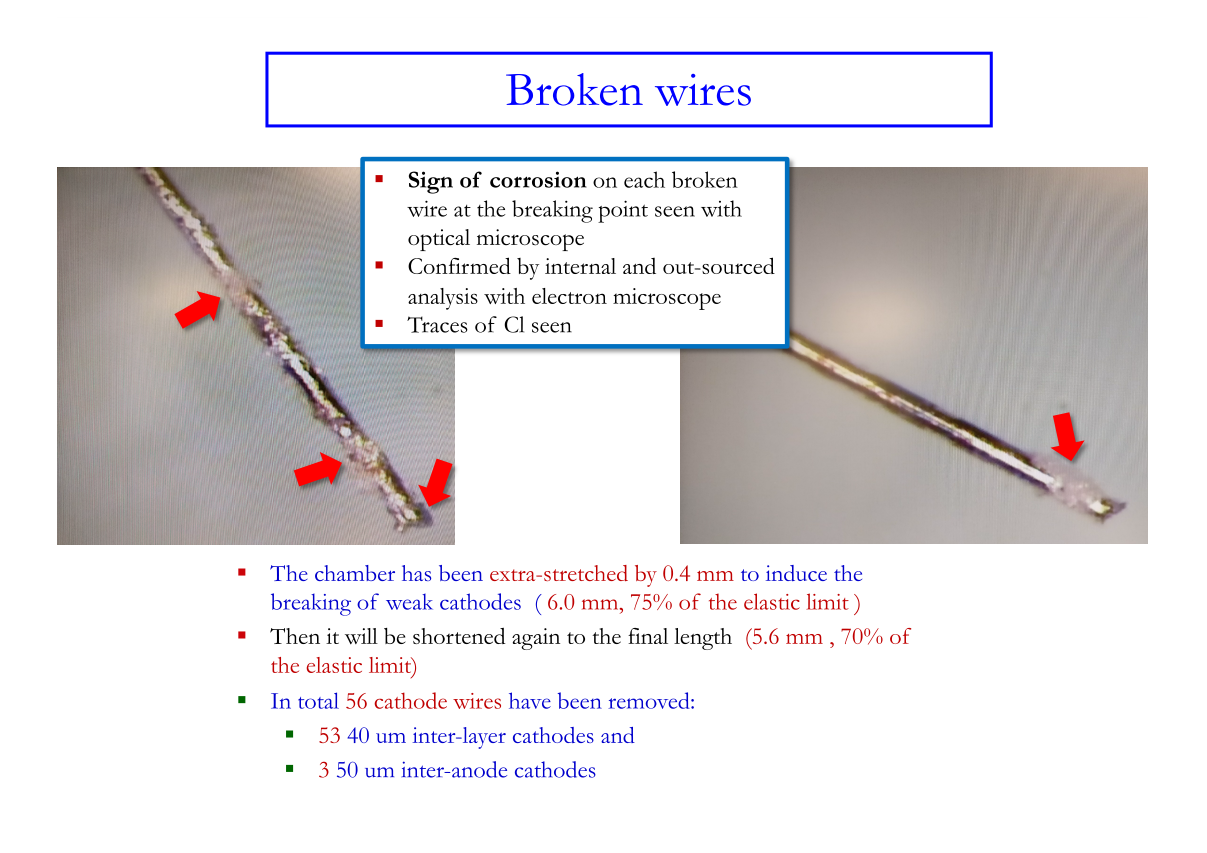 Broken wires
▪ Sign of corrosion on each broken
wire at the breaking point seen with
optical microscope
▪ Confirmed by internal and out-sourced
analysis with electron microscope
▪ Traces of Cl seen
▪ The chamber has been extra-stretched by 0.4 mm to induce the
breaking of weak cathodes ( 6.0 mm, 75% of the elastic limit )
▪ Then it will be shortened again to the final length (5.6 mm , 70% of
the elastic limit)
▪ In total 56 cathode wires have been removed:
▪ 53 40 um inter-layer cathodes and
▪ 3 50 um inter-anode cathodes